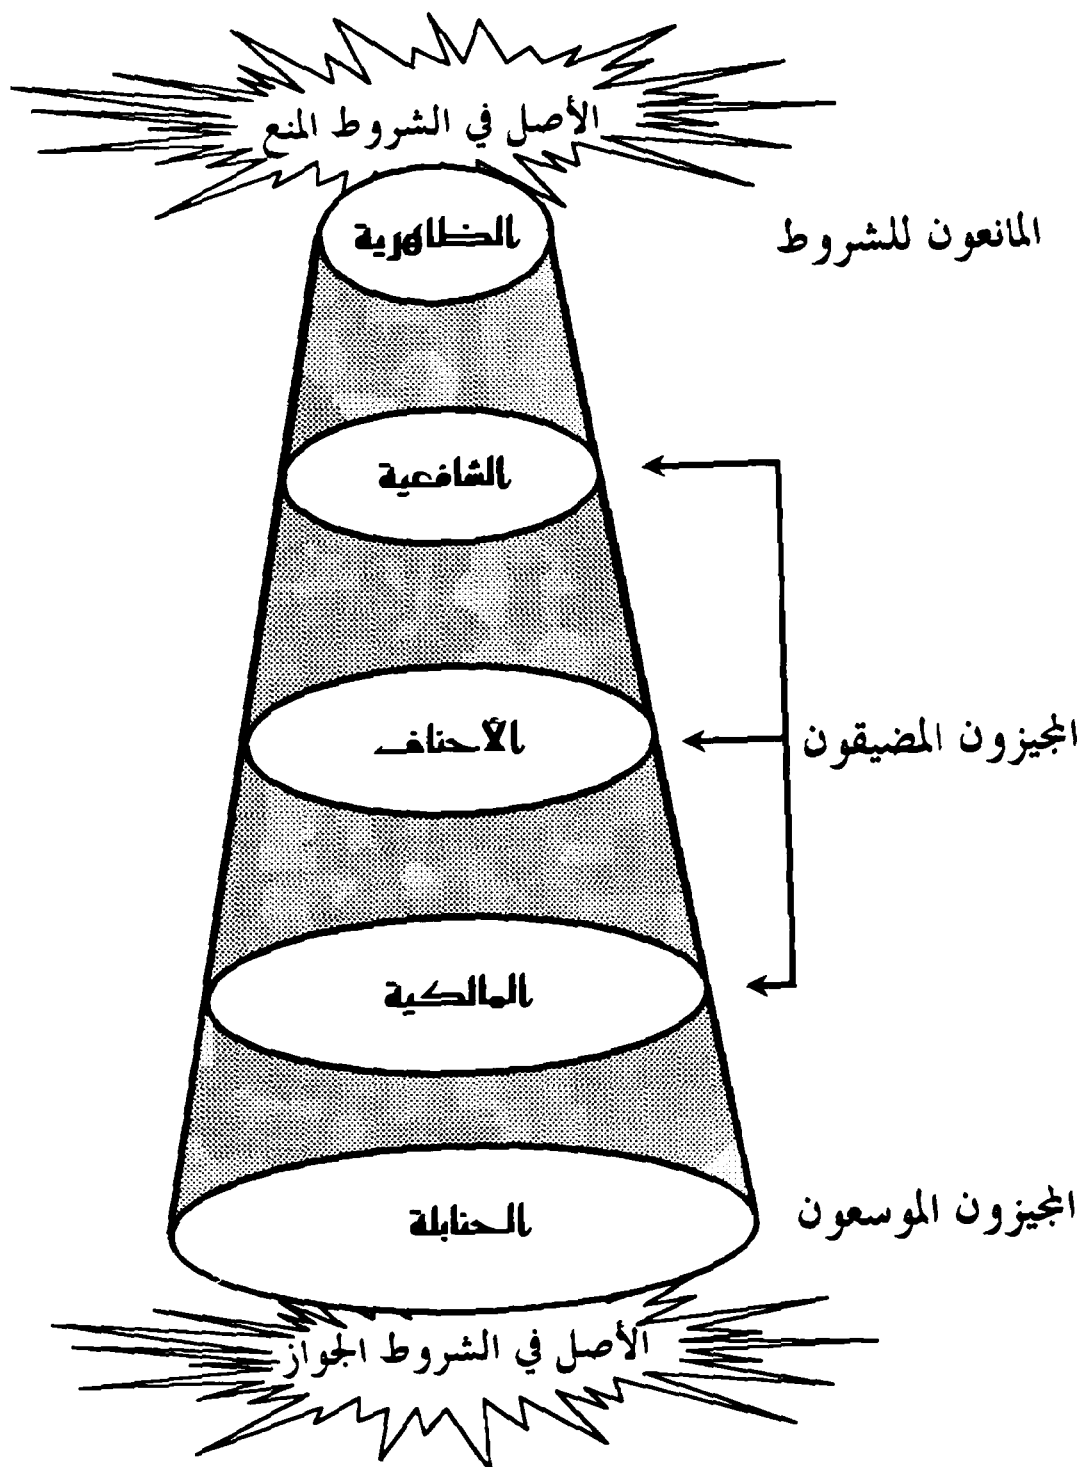 الأصل في الشروط المنع
المانعون للشروط
الظاهرية
الشافعية
المجيزون المضيقون
الأحناف
المالكية
المجيزون الموسعون
الحنابلة
الأصل في الشروط الجواز